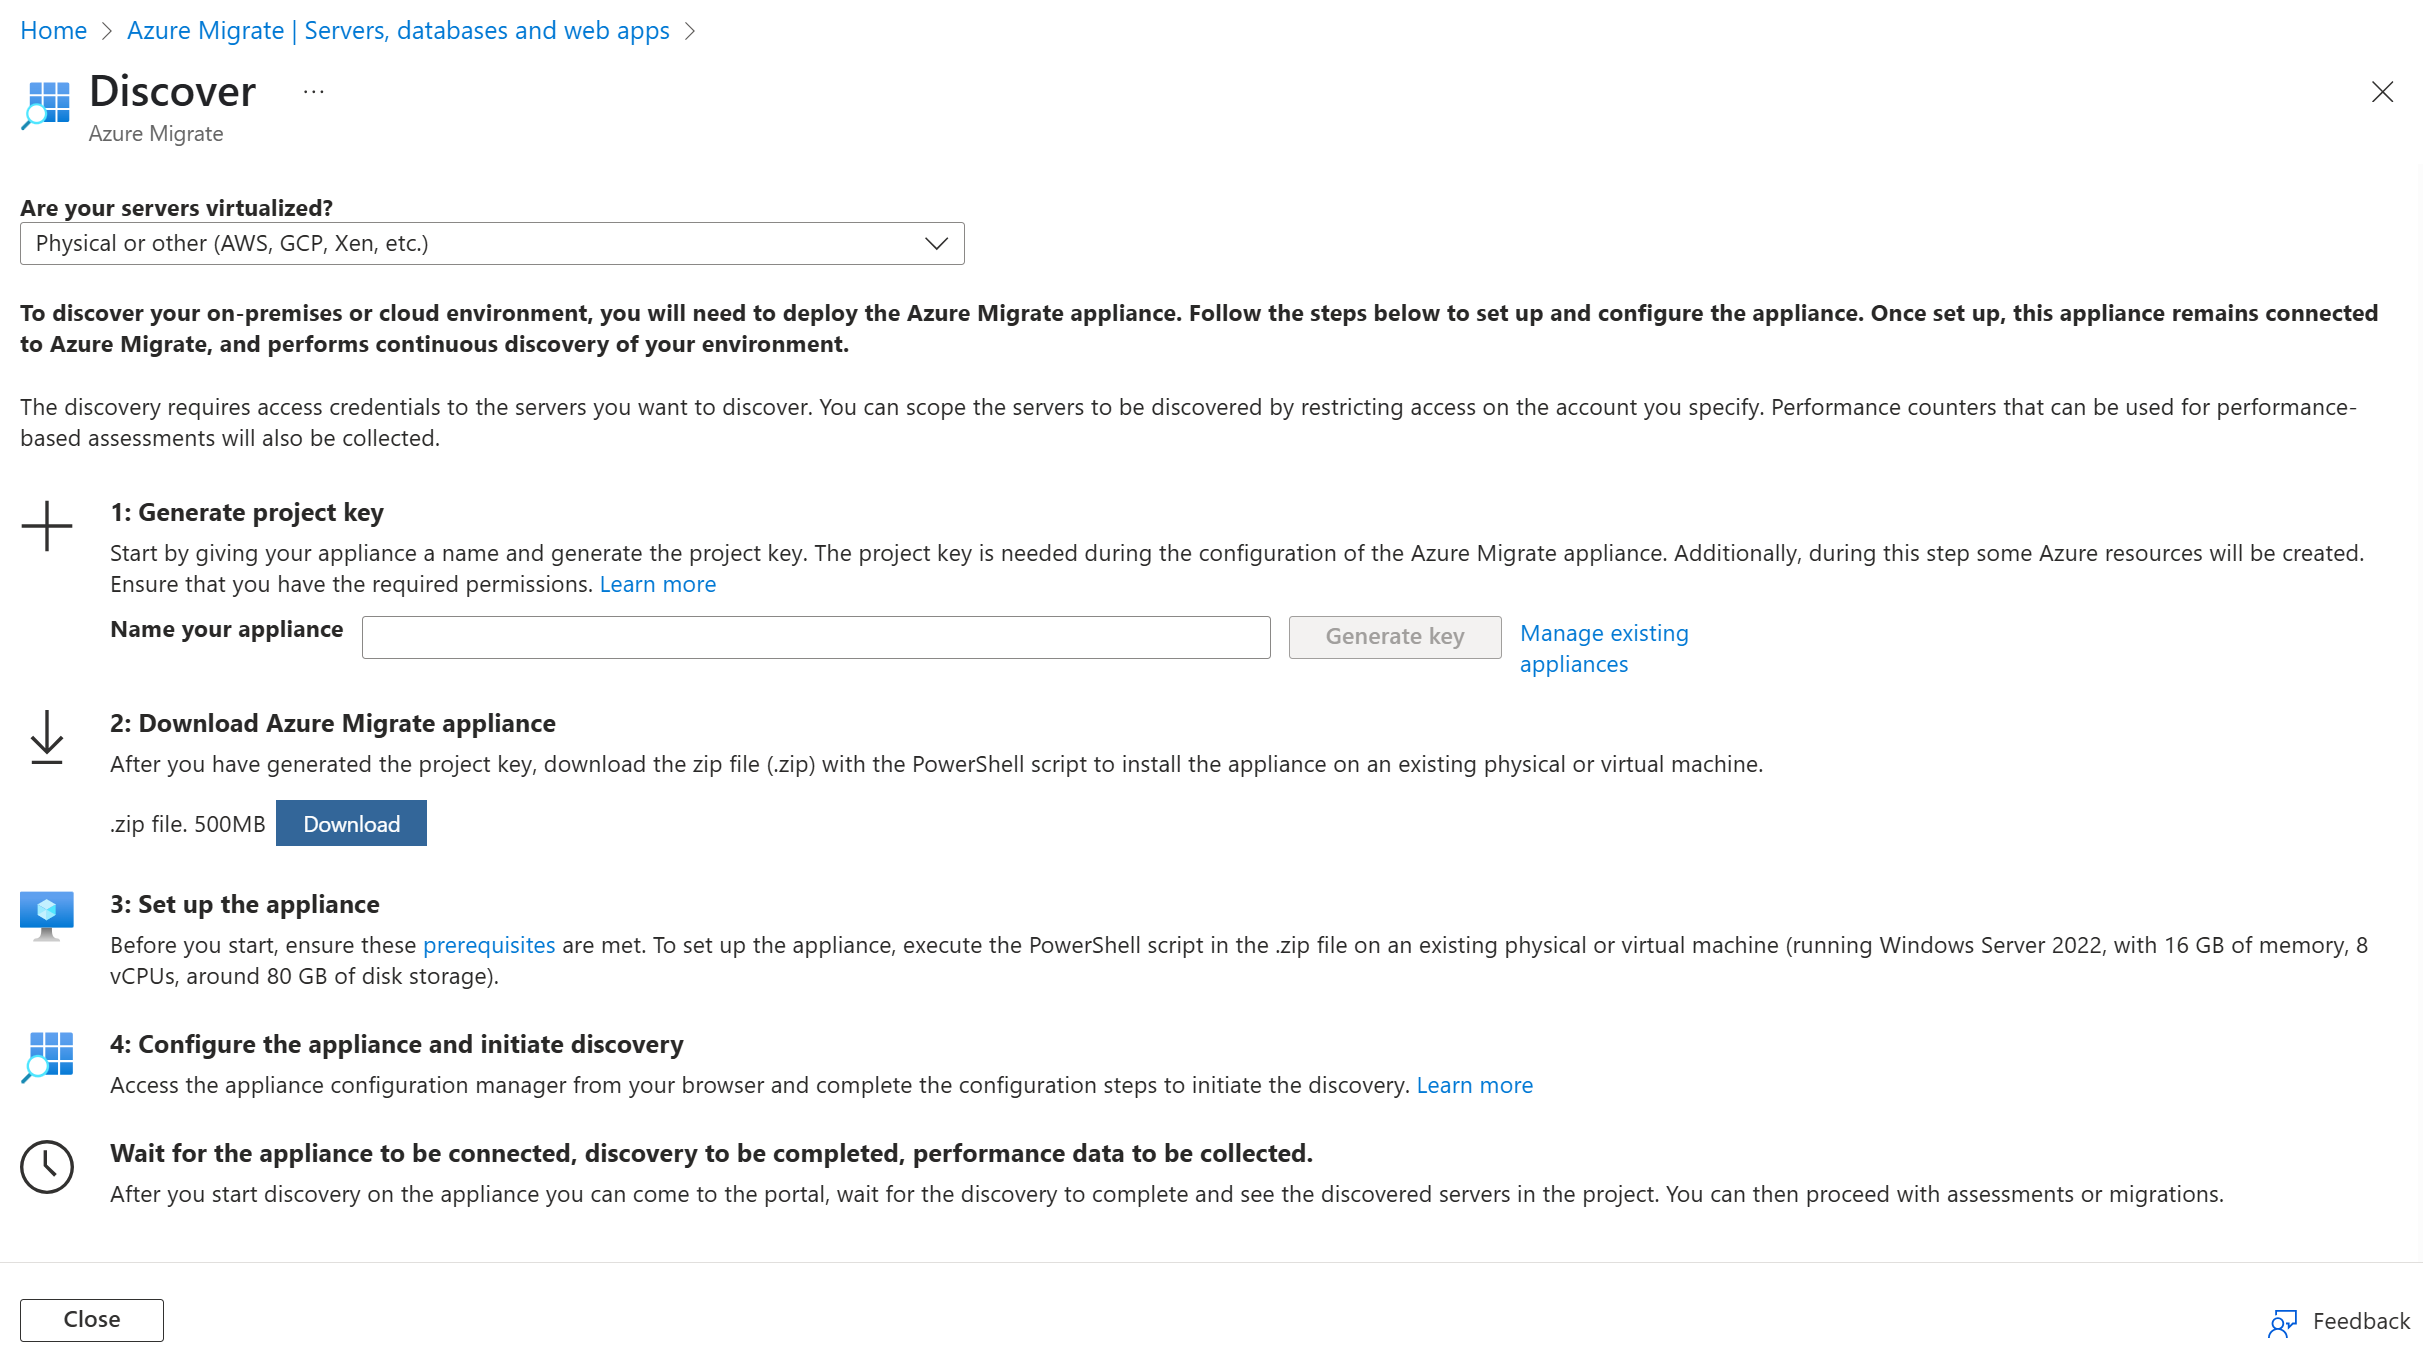 Home > Azure Migrate | Servers, databases and web apps >
Discover ...
Azure Migrate
Are your servers virtualized?
Physical or other (AWS, GCP, Xen, etc.)
To discover your on-premises or cloud environment, you will need to deploy the Azure Migrate appliance. Follow the steps below to set up and configure the appliance. Once set up, this appliance remains connected
to Azure Migrate, and performs continuous discovery of your environment.
The discovery requires access credentials to the servers you want to discover. You can scope the servers to be discovered by restricting access on the account you specify. Performance counters that can be used for performance-
based assessments will also be collected.
1: Generate project key
Start by giving your appliance a name and generate the project key. The project key is needed during the configuration of the Azure Migrate appliance. Additionally, during this step some Azure resources will be created.
Ensure that you have the required permissions. Learn more
Name your appliance
Generate key
Manage existing
appliances
2: Download Azure Migrate appliance
After you have generated the project key, download the zip file (.zip) with the PowerShell script to install the appliance on an existing physical or virtual machine.
.zip file. 500MB Download
3: Set up the appliance
Before you start, ensure these prerequisites are met. To set up the appliance, execute the PowerShell script in the .zip file on an existing physical or virtual machine (running Windows Server 2022, with 16 GB of memory, 8
vCPUs, around 80 GB of disk storage).
4: Configure the appliance and initiate discovery
Access the appliance configuration manager from your browser and complete the configuration steps to initiate the discovery. Learn more
Wait for the appliance to be connected, discovery to be completed, performance data to be collected.
After you start discovery on the appliance you can come to the portal, wait for the discovery to complete and see the discovered servers in the project. You can then proceed with assessments or migrations.
Close
Feedback